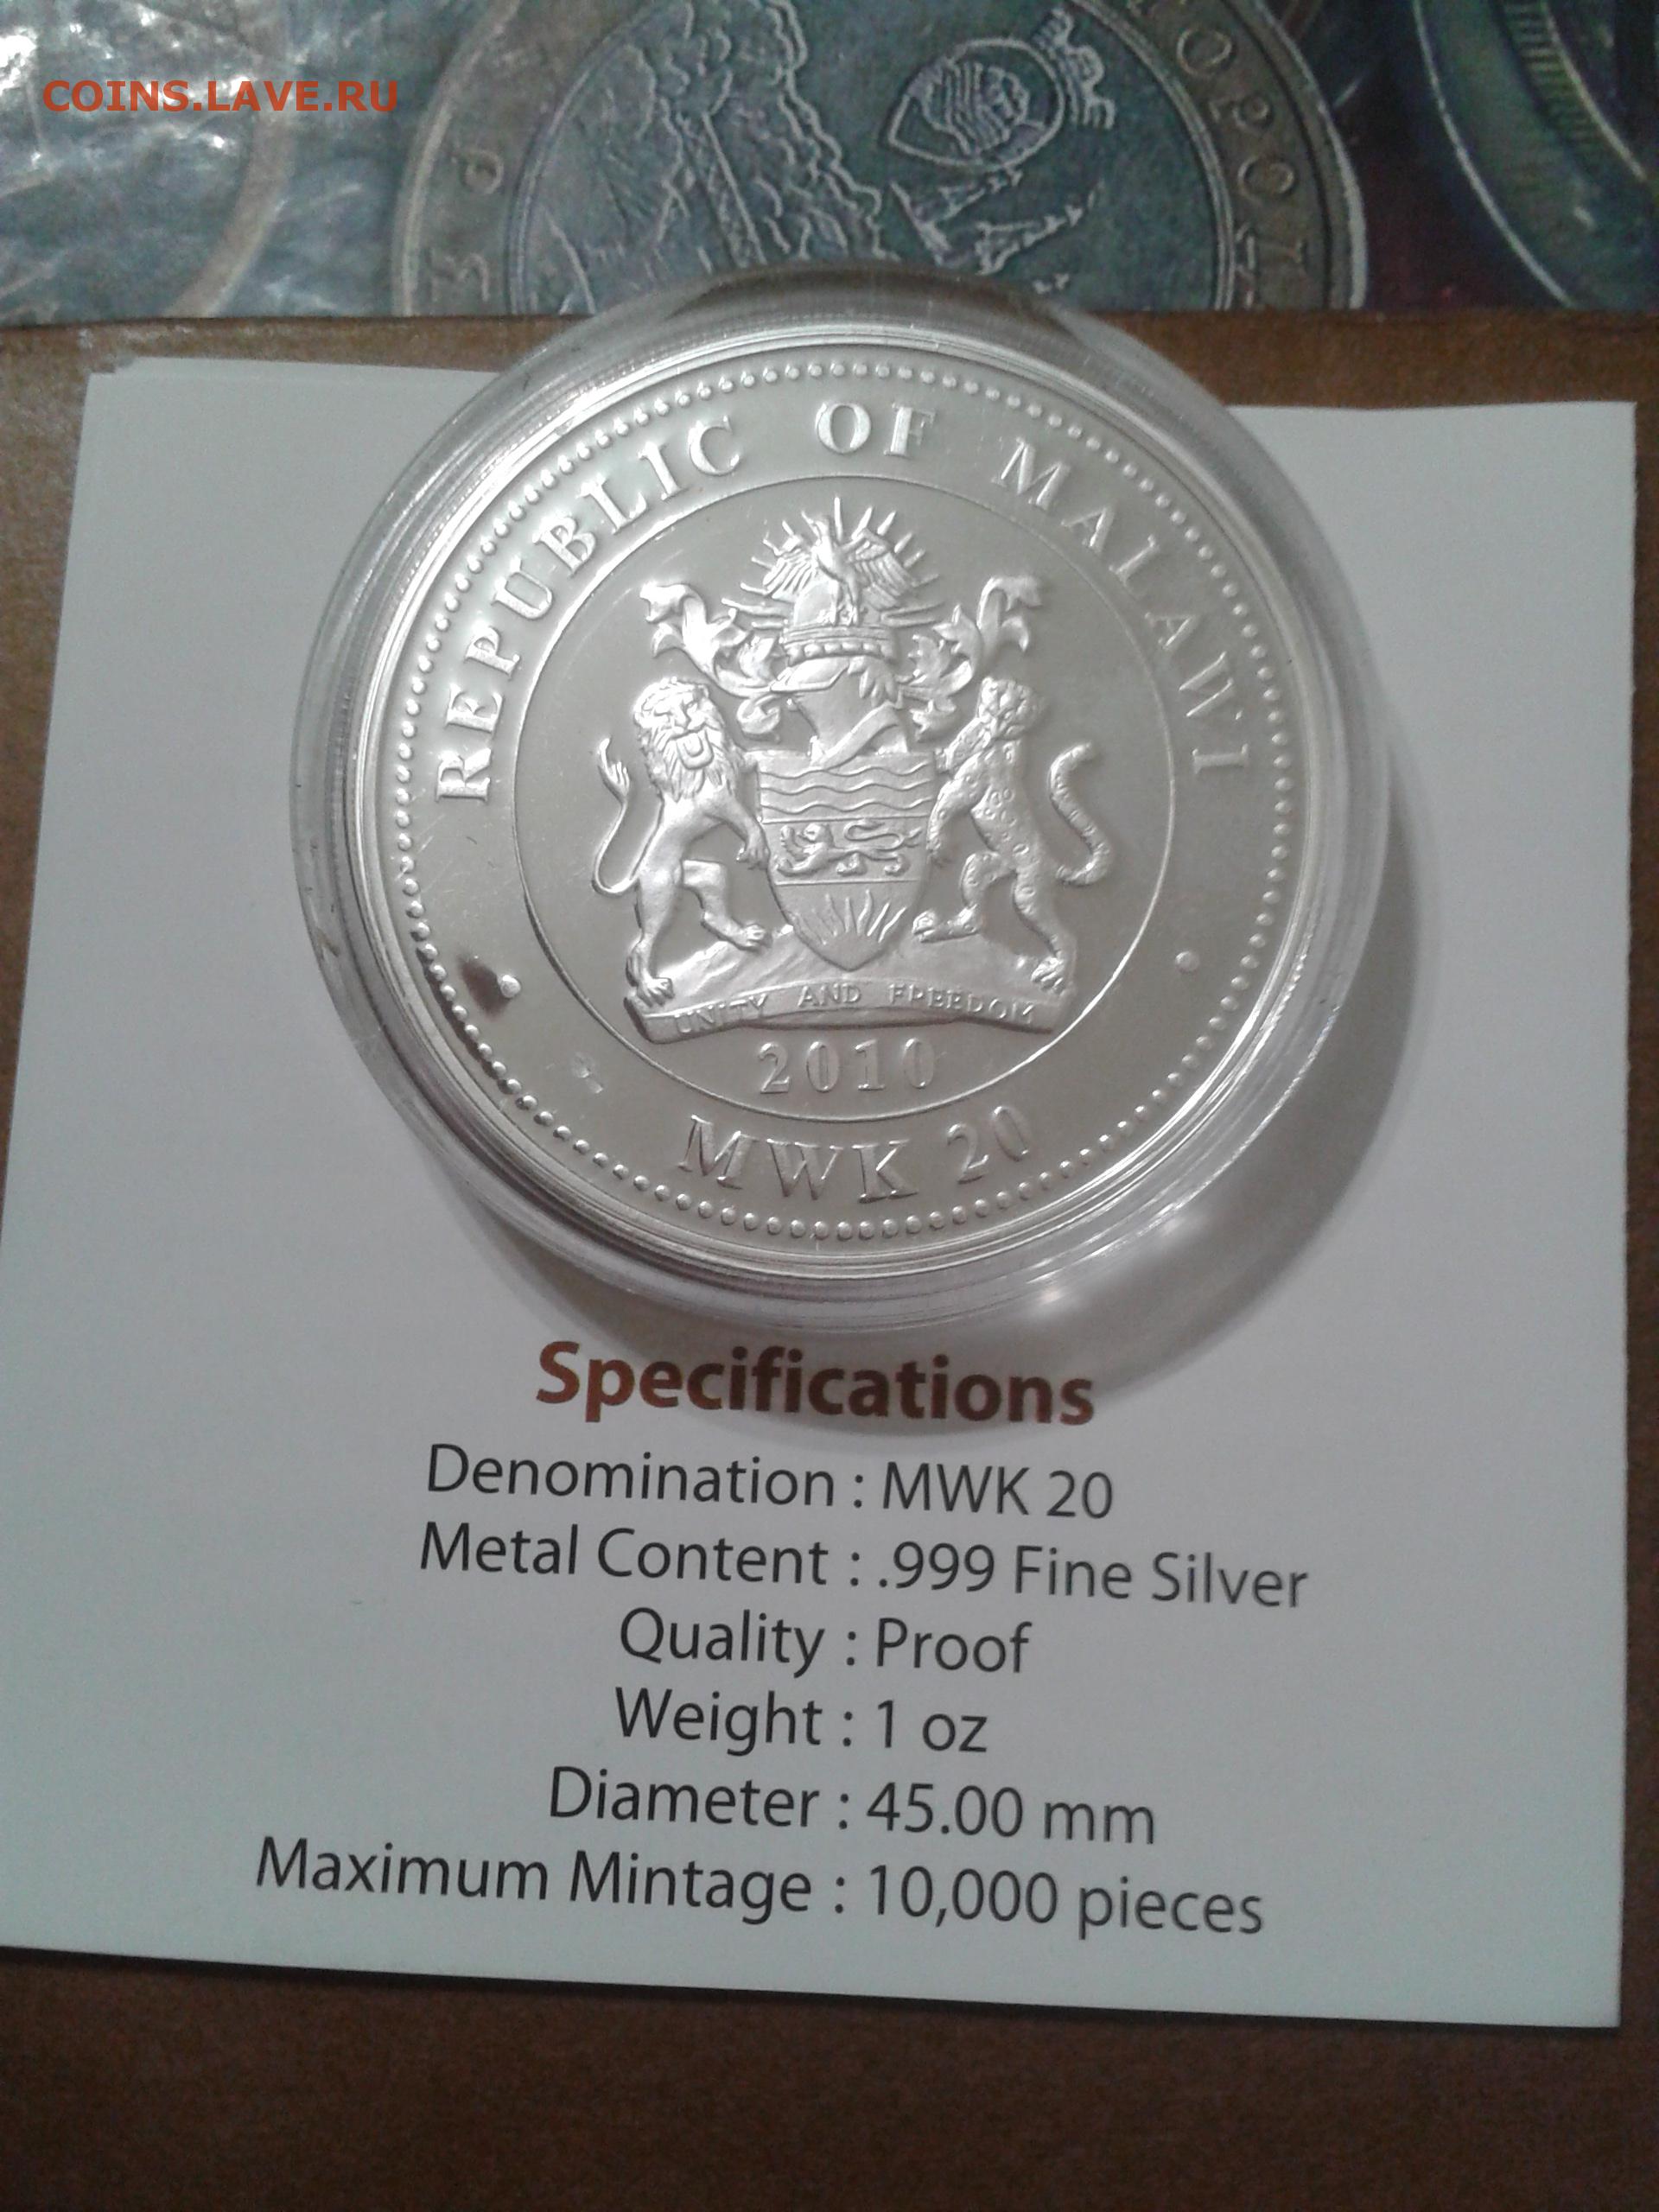 COINS.LAVE.RU
REPUBLIC OF MALAWI
UNITY AND FREEDOM
2010
MWK 20
Specifications
Denomination : MWK 20
Metal Content : .999 Fine Silver
Quality : Proof
Weight : 1 oz
Diameter : 45.00 mm
Maximum Mintage : 10,000 pieces